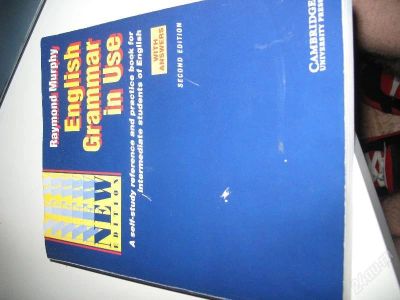 Raymond Murphy
English
Grammar
in Use
A self-study reference and practice book for
intermediate students of English
WITH
ANSWERS
SECOND EDITION
NEW
EDITION
CAMBRIDGE
UNIVERSITY PRESS